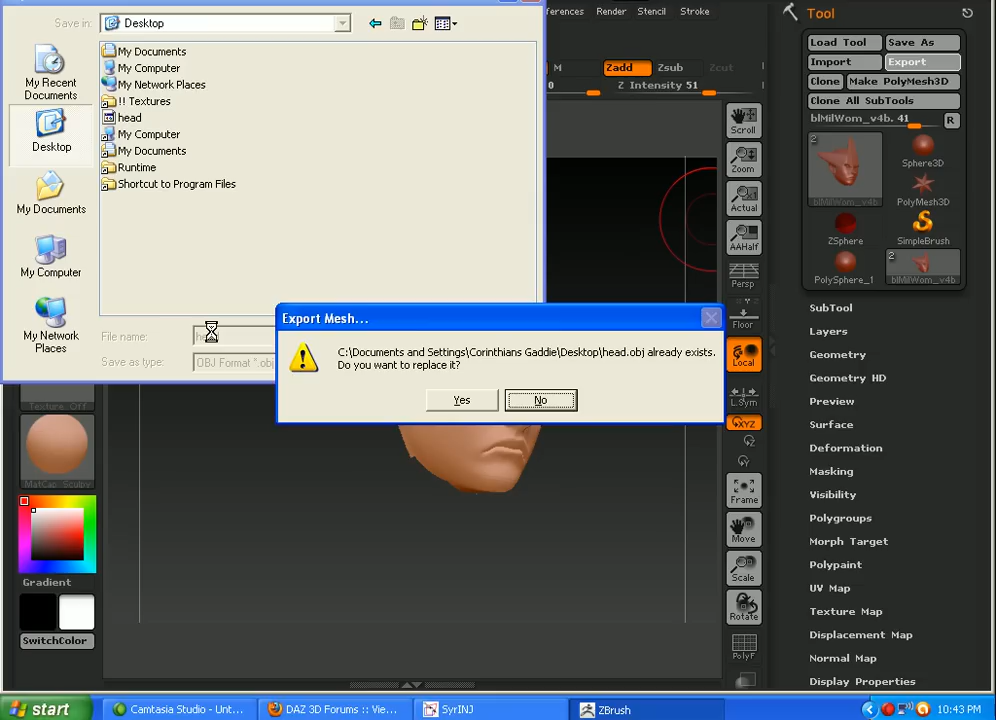 Save in:
Desktop
My Recent
Documents
Desktop
My Documents
My Computer
My Network
Places
My Documents
My Computer
My Network Places
!! Textures
head
My Computer
My Documents
Runtime
Shortcut to Program Files
File name:
Save as type:
OBJ Format *.obj
Export Mesh...
C:\Documents and Settings\Corinthians Gaddie\Desktop\head.obj already exists.
Do you want to replace it?
Yes
No
Render
Stencil
Stroke
M
Zadd
Zsub
Zcut
0
Z Intensity 51
Texture Off
Gradient
SwitchColor
Scroll
Zoom
Actual
AAHalf
Persp
Floor
Local
L.Sym
XYZ
Frame
Move
Scale
Rotate
PolyF
Tool
Load Tool
Save As
Import
Export
Clone
Make PolyMesh3D
Clone All SubTools
blMilWom_v4b. 41
R
2
blMilWom_v4b
Sphere3D
PolyMesh3D
ZSphere
SimpleBrush
PolySphere_1
2
blMilWom_v4b
SubTool
Layers
Geometry
Geometry HD
Preview
Surface
Deformation
Masking
Visibility
Polygroups
Morph Target
Polypaint
UV Map
Texture Map
Displacement Map
Normal Map
Display Properties
start
Camtasia Studio - Unt...
DAZ 3D Forums :: Vie...
SyrINJ
ZBrush
10:43 PM